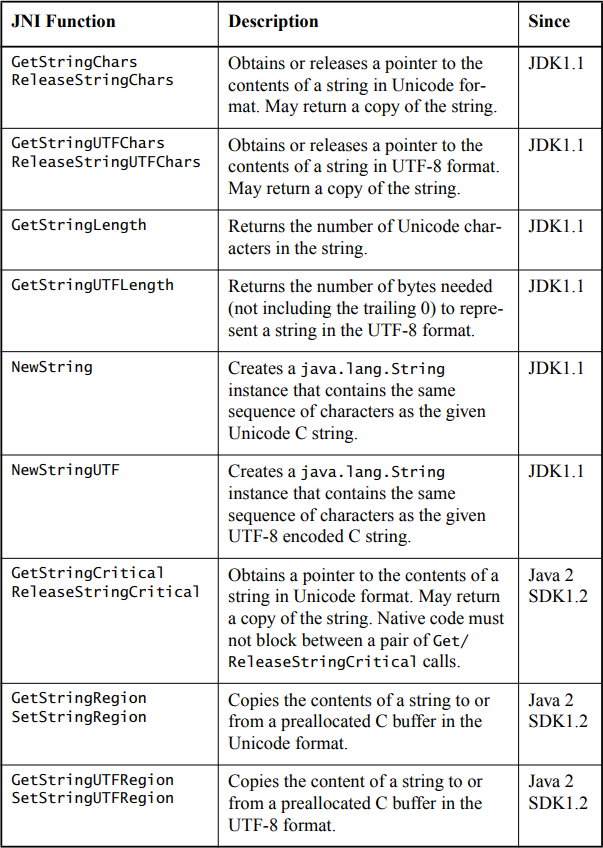 JNI Function Description Since
GetStringChars
ReleaseStringChars
Obtains or releases a pointer to the
contents of a string in Unicode for-
mat. May return a copy of the string.
JDK1.1
GetStringUTFChars
ReleaseStringUTFChars
Obtains or releases a pointer to the
contents of a string in UTF-8 format.
May return a copy of the string.
JDK1.1
GetStringLength
Returns the number of Unicode char-
acters in the string.
JDK1.1
GetStringUTFLength
Returns the number of bytes needed
(not including the trailing 0) to repre-
sent a string in the UTF-8 format.
JDK1.1
NewString
Creates a java.lang.String
instance that contains the same
sequence of characters as the given
Unicode C string.
JDK1.1
NewStringUTF
Creates a java.lang.String
instance that contains the same
sequence of characters as the given
UTF-8 encoded C string.
JDK1.1
GetStringCritical
ReleaseStringCritical
Obtains a pointer to the contents of a
string in Unicode format. May return
a copy of the string. Native code must
not block between a pair of Get/
ReleaseStringCritical calls.
Java 2
SDK1.2
GetStringRegion
SetStringRegion
Copies the contents of a string to or
from a preallocated C buffer in the
Unicode format.
Java 2
SDK1.2
GetStringUTFRegion
SetStringUTFRegion
Copies the content of a string to or
from a preallocated C buffer in the
UTF-8 format.
Java 2
SDK1.2